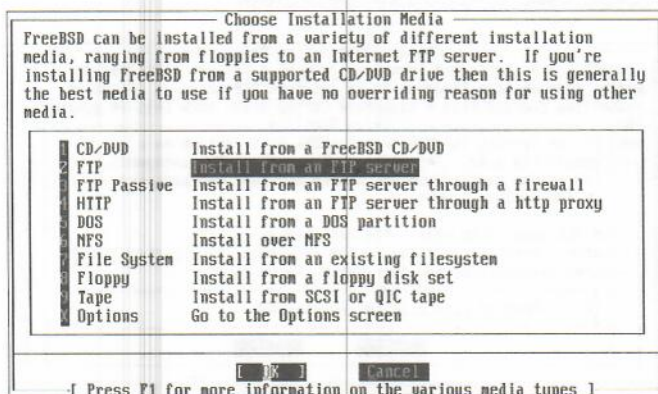 Choose Installation Media
FreeBSD can be installed from a variety of different installation
media, ranging from floppies to an Internet FTP server.  If you're
installing FreeBSD from a supported CD/DVD drive then this is generally
the best media to use if you have no overriding reason for using other
media.
1 CD/DVD Install from a FreeBSD CD/DVD
2 FTP Install from an FTP server
3 FTP Passive Install from an FTP server through a firewall
4 HTTP Install from an FTP server through a http proxy
5 DOS Install from a DOS partition
6 NFS Install over NFS
7 File System Install from an existing filesystem
8 Floppy Install from a floppy disk set
9 Tape Install from SCSI or QIC tape
X Options Go to the Options screen
[ OK ] Cancel
[ Press F1 for more information on the various media types ]